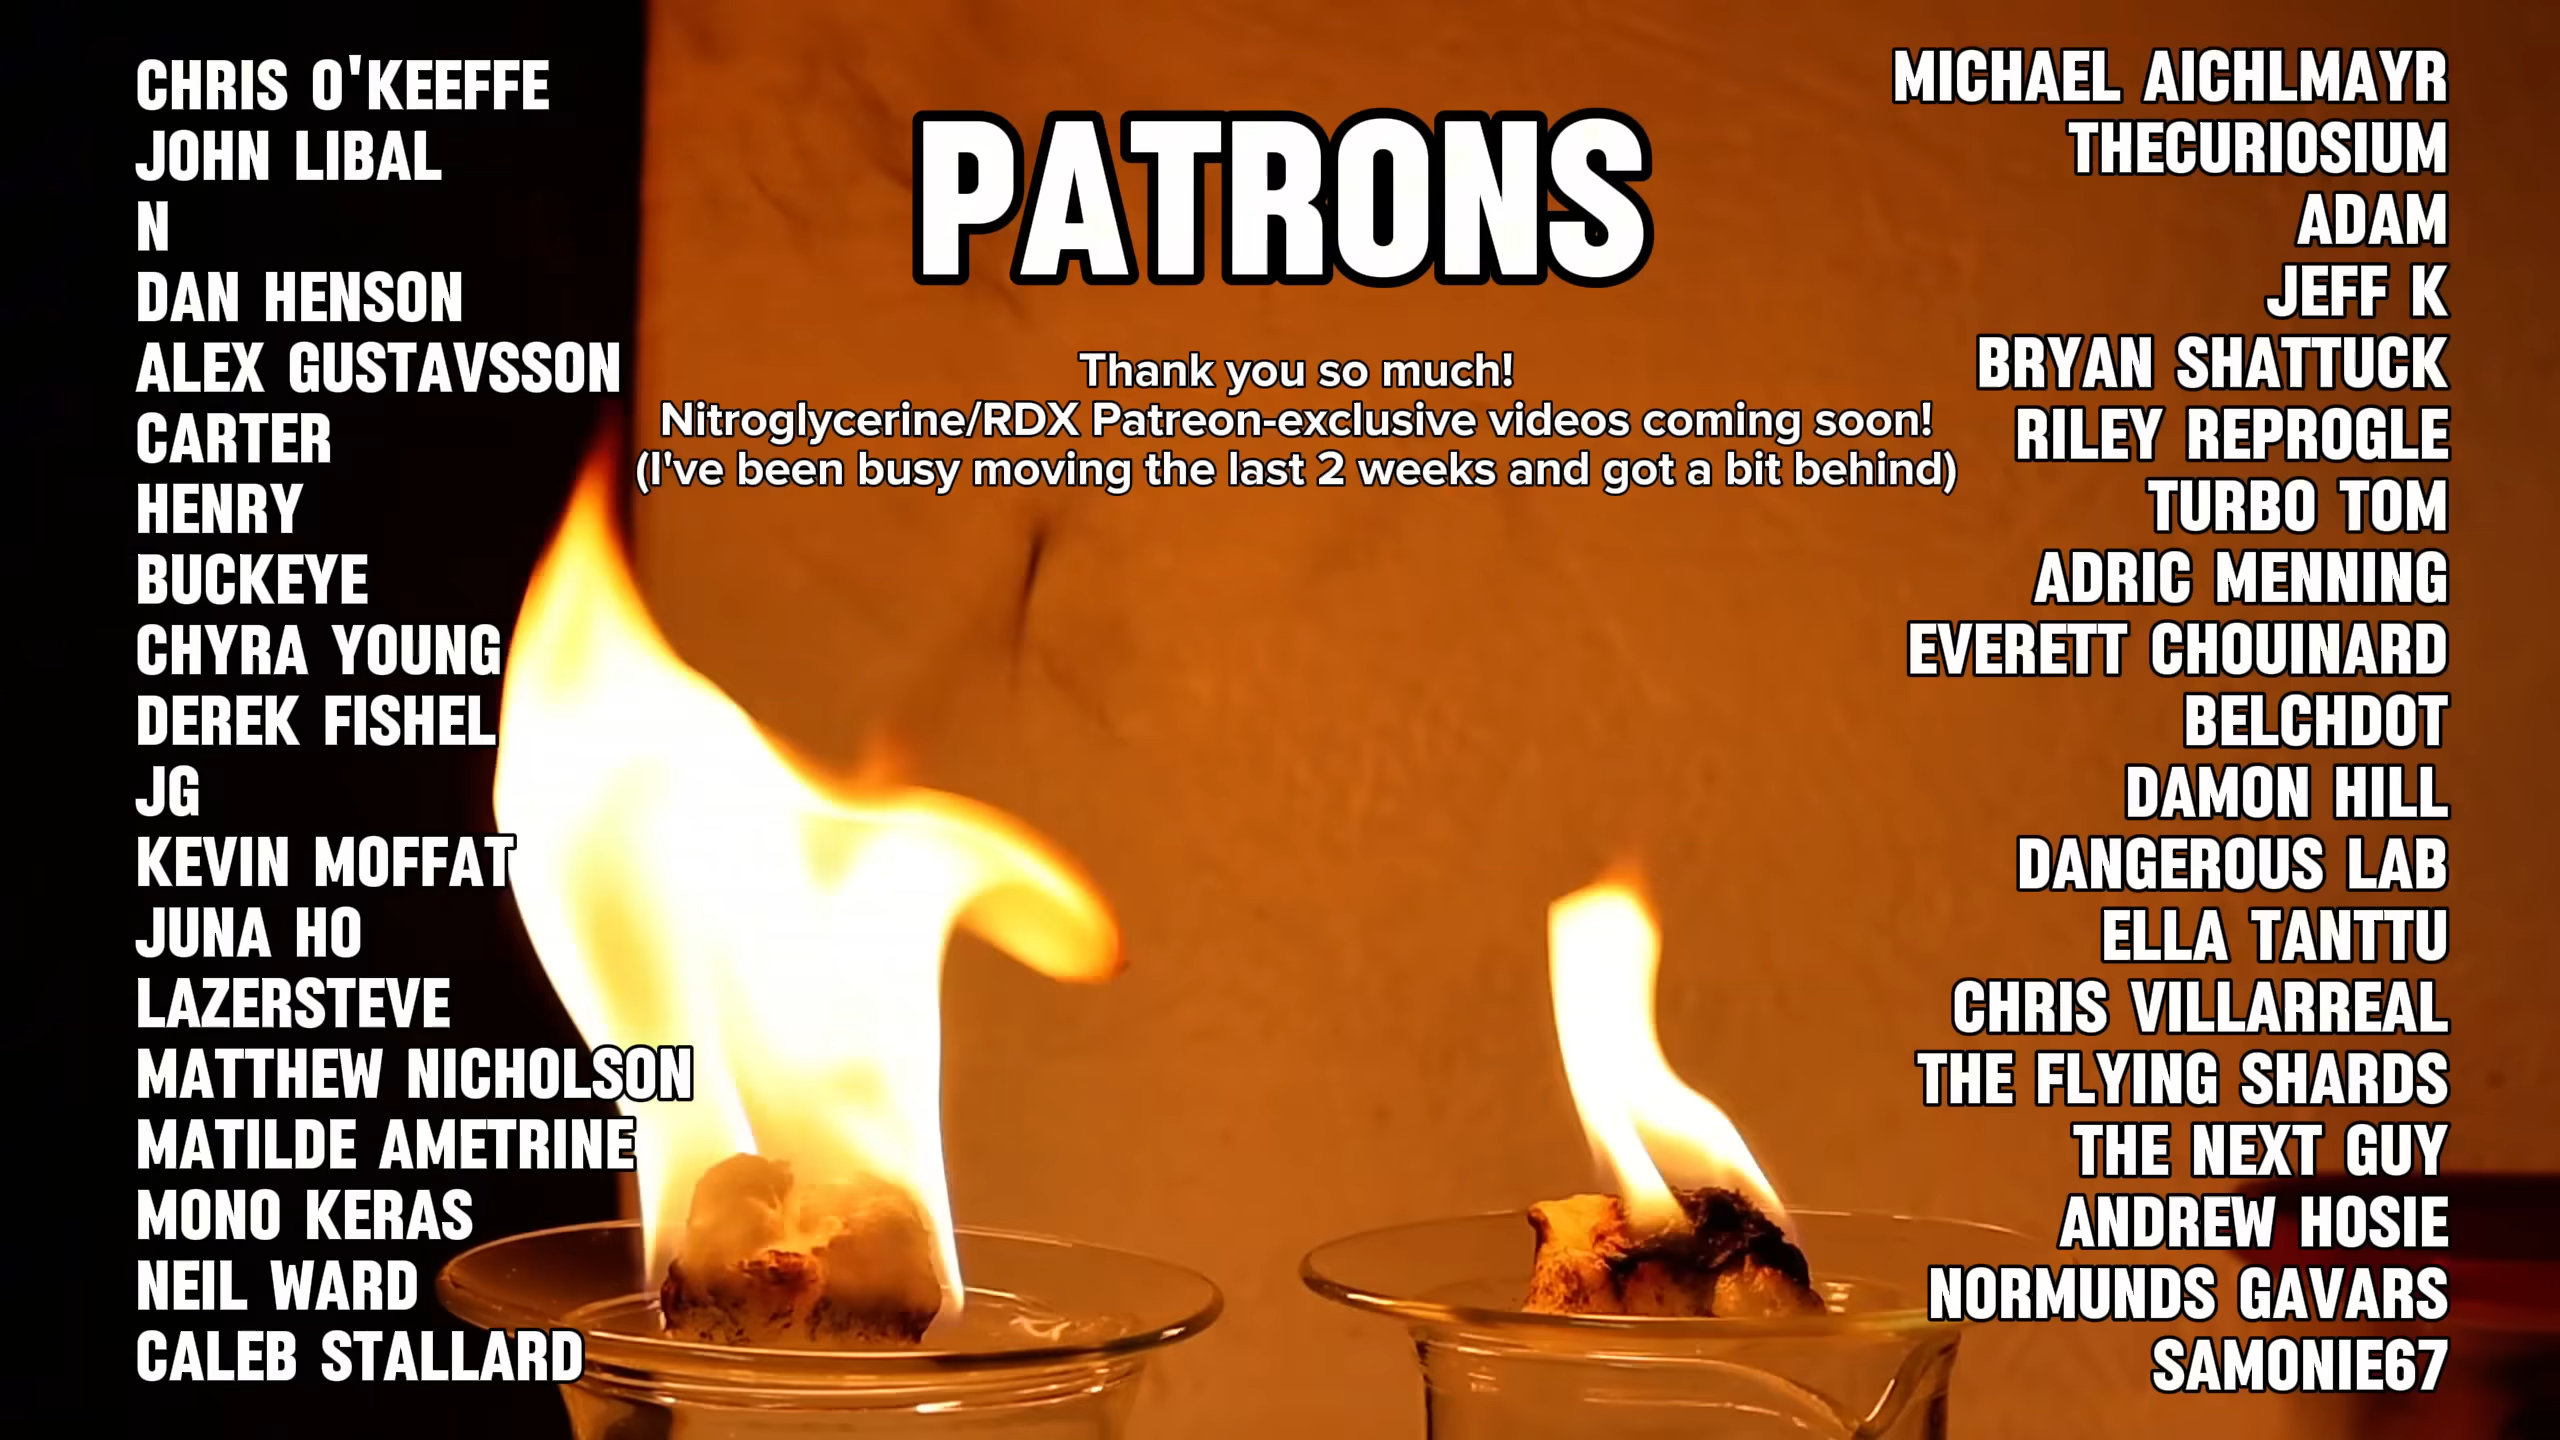 CHRIS O'KEEFFE
JOHN LIBAL
N
DAN HENSON
ALEX GUSTAVSSON
CARTER
HENRY
BUCKEYE
CHYRA YOUNG
DEREK FISHEL
JG
KEVIN MOFFAT
JUNA HO
LAZERSTEVE
MATTHEW NICHOLSON
MATILDE AMETRINE
MONO KERAS
NEIL WARD
CALEB STALLARD
PATRONS
Thank you so much!
Nitroglycerine/RDX Patreon-exclusive videos coming soon!
(I've been busy moving the last 2 weeks and got a bit behind)
MICHAEL AICHLMAYR
THECURIOSIUM
ADAM
JEFF K
BRYAN SHATTUCK
RILEY REPROGLE
TURBO TOM
ADRIC MENNING
EVERETT CHOUINARD
BELCHDOT
DAMON HILL
DANGEROUS LAB
ELLA TANTTU
CHRIS VILLARREAL
THE FLYING SHARDS
THE NEXT GUY
ANDREW HOSIE
NORMUNDS GAVARS
SAMONIE67